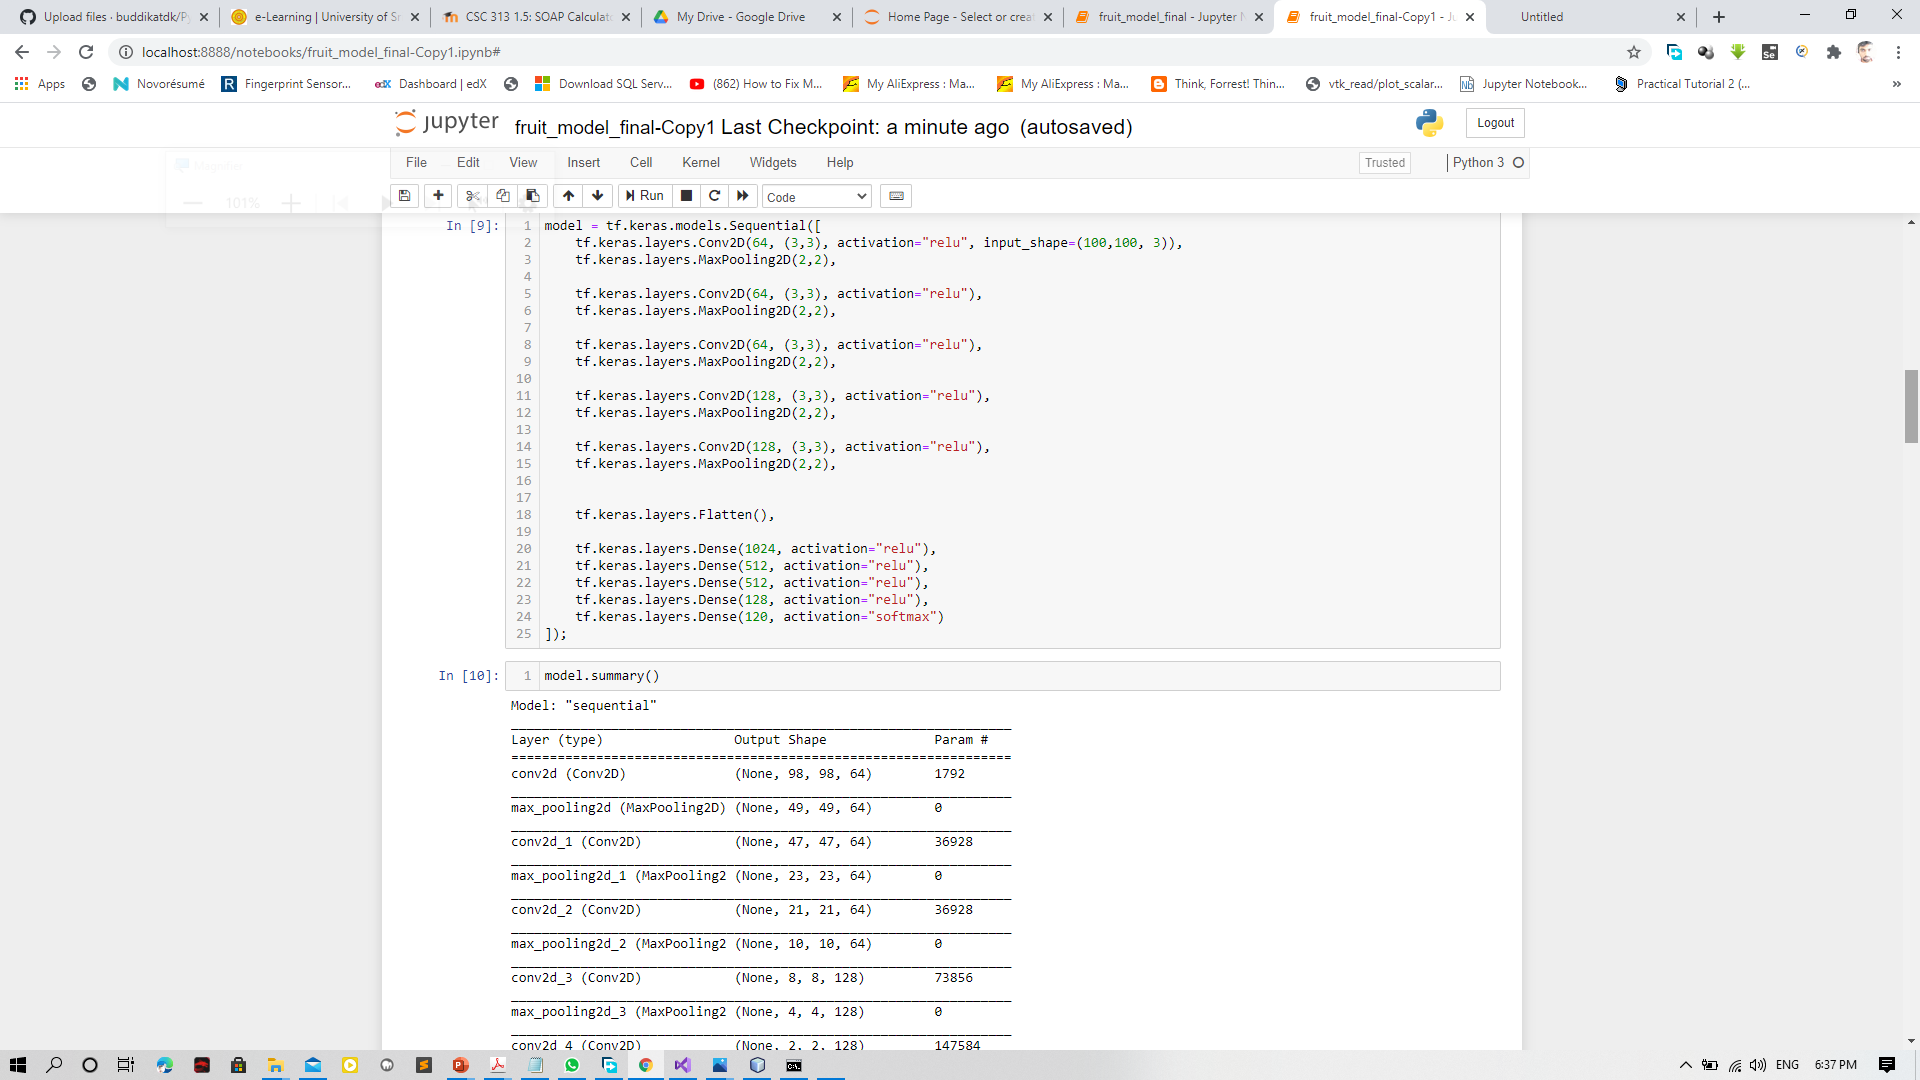 Upload files · buddikatdk/Py
e-Learning | University of Sr
CSC 313 1.5: SOAP Calculato
My Drive - Google Drive
Home Page - Select or creat
fruit_model_final - Jupyter N
fruit_model_final-Copy1 - Ju
Untitled
localhost:8888/notebooks/fruit_model_final-Copy1.ipynb#
Apps
Novorésumé
Fingerprint Sensor...
edX Dashboard | edX
Download SQL Serv...
(862) How to Fix M...
My AliExpress : Ma...
My AliExpress : Ma...
Think, Forrest! Thin...
vtk_read/plot_scalar...
Jupyter Notebook...
Practical Tutorial 2 (...
»
jupyter fruit_model_final-Copy1 Last Checkpoint: a minute ago (autosaved)
Logout
File Edit View Insert Cell Kernel Widgets Help
Trusted
Python 3
Magnifier
101%
Run
Code
In [9]:
1 model = tf.keras.models.Sequential([
2 tf.keras.layers.Conv2D(64, (3,3), activation="relu", input_shape=(100,100, 3)),
3 tf.keras.layers.MaxPooling2D(2,2),
4
5 tf.keras.layers.Conv2D(64, (3,3), activation="relu"),
6 tf.keras.layers.MaxPooling2D(2,2),
7
8 tf.keras.layers.Conv2D(64, (3,3), activation="relu"),
9 tf.keras.layers.MaxPooling2D(2,2),
10
11 tf.keras.layers.Conv2D(128, (3,3), activation="relu"),
12 tf.keras.layers.MaxPooling2D(2,2),
13
14 tf.keras.layers.Conv2D(128, (3,3), activation="relu"),
15 tf.keras.layers.MaxPooling2D(2,2),
16
17
18 tf.keras.layers.Flatten(),
19
20 tf.keras.layers.Dense(1024, activation="relu"),
21 tf.keras.layers.Dense(512, activation="relu"),
22 tf.keras.layers.Dense(512, activation="relu"),
23 tf.keras.layers.Dense(128, activation="relu"),
24 tf.keras.layers.Dense(120, activation="softmax")
25 ]);
In [10]:
1 model.summary()
Model: "sequential"
Layer (type) Output Shape Param #
conv2d (Conv2D) (None, 98, 98, 64) 1792
max_pooling2d (MaxPooling2D) (None, 49, 49, 64) 0
conv2d_1 (Conv2D) (None, 47, 47, 64) 36928
max_pooling2d_1 (MaxPooling2 (None, 23, 23, 64) 0
conv2d_2 (Conv2D) (None, 21, 21, 64) 36928
max_pooling2d_2 (MaxPooling2 (None, 10, 10, 64) 0
conv2d_3 (Conv2D) (None, 8, 8, 128) 73856
max_pooling2d_3 (MaxPooling2 (None, 4, 4, 128) 0
conv2d_4 (Conv2D) (None, 2, 2, 128) 147584
ENG
6:37 PM